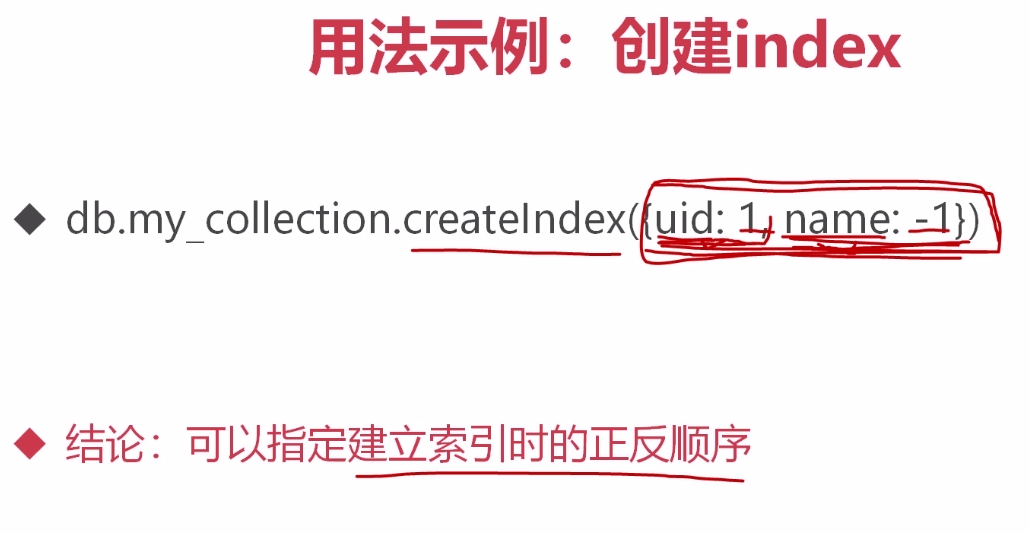 用法示例：创建index
db.my_collection.createIndex({uid: 1, name: -1})
结论：可以指定建立索引时的正反顺序